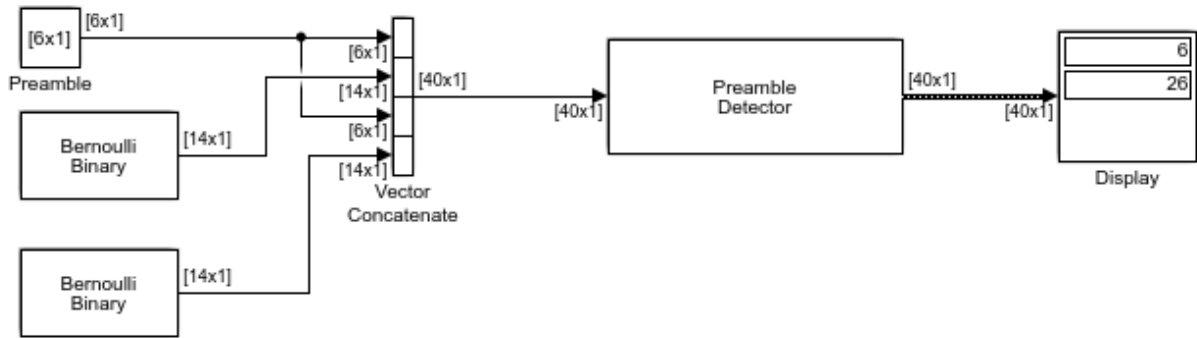 [6x1]
[6x1]
Preamble
[6x1]
[14x1]
[6x1]
[14x1]
[40x1]
Vector
Concatenate
Bernoulli
Binary
[14x1]
Bernoulli
Binary
[14x1]
[40x1]
Preamble
Detector
[40x1]
[40x1]
6
26
Display